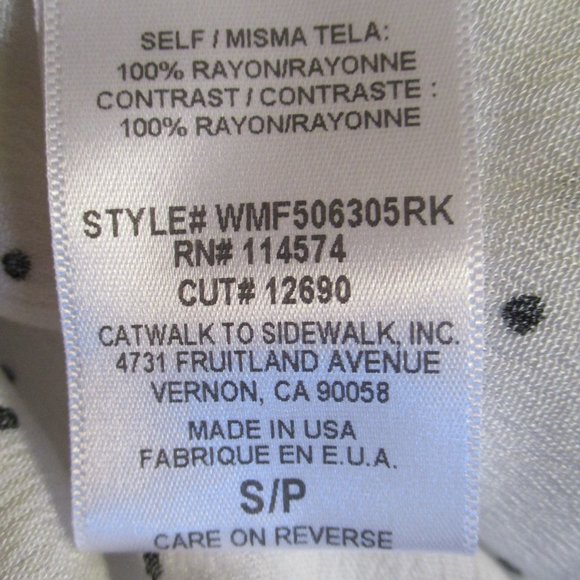 SELF / MISMA TELA:
100% RAYON/RAYONNE
CONTRAST / CONTRASTE :
100% RAYON/RAYONNE
STYLE# WMF506305RK
RN# 114574
CUT# 12690
CATWALK TO SIDEWALK, INC.
4731 FRUITLAND AVENUE
VERNON, CA 90058
MADE IN USA
FABRIQUE EN E.U.A.
S/P
CARE ON REVERSE